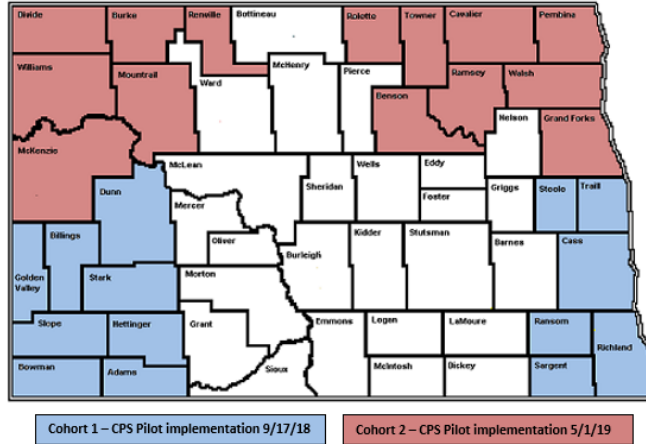 Divide
Burke
Renville
Bottineau
Rolette
Towner
Cavalier
Pembina
Williams
Mountrail
Ward
McHenry
Pierce
Benson
Ramsey
Walsh
Nelson
Grand Forks
McKenzie
McLean
Sheridan
Wells
Eddy
Foster
Griggs
Steele
Traill
Dunn
Mercer
Oliver
Billings
Golden
Valley
Stark
Morton
Burleigh
Kidder
Stutsman
Barnes
Cass
Slope
Hettinger
Grant
Emmons
Logan
LaMoure
Ransom
Richland
Bowman
Adams
Sioux
McIntosh
Dickey
Sargent
Cohort 1 – CPS Pilot implementation 9/17/18
Cohort 2 – CPS Pilot implementation 5/1/19